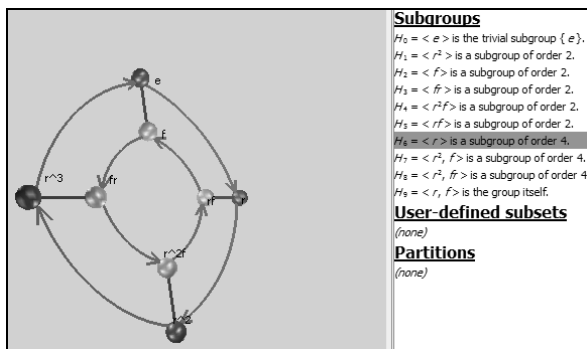 e
f
r^3
fr
rf
r
r^2f
r^2
Subgroups
H₀ = < e > is the trivial subgroup { e }.
H₁ = < r² > is a subgroup of order 2.
H₂ = < f > is a subgroup of order 2.
H₃ = < fr > is a subgroup of order 2.
H₄ = < r²f > is a subgroup of order 2.
H₅ = < rf > is a subgroup of order 2.
H₆ = < r > is a subgroup of order 4.
H₇ = < r², f > is a subgroup of order 4.
H₈ = < r², fr > is a subgroup of order 4
H₉ = < r, f > is the group itself.
User-defined subsets
(none)
Partitions
(none)